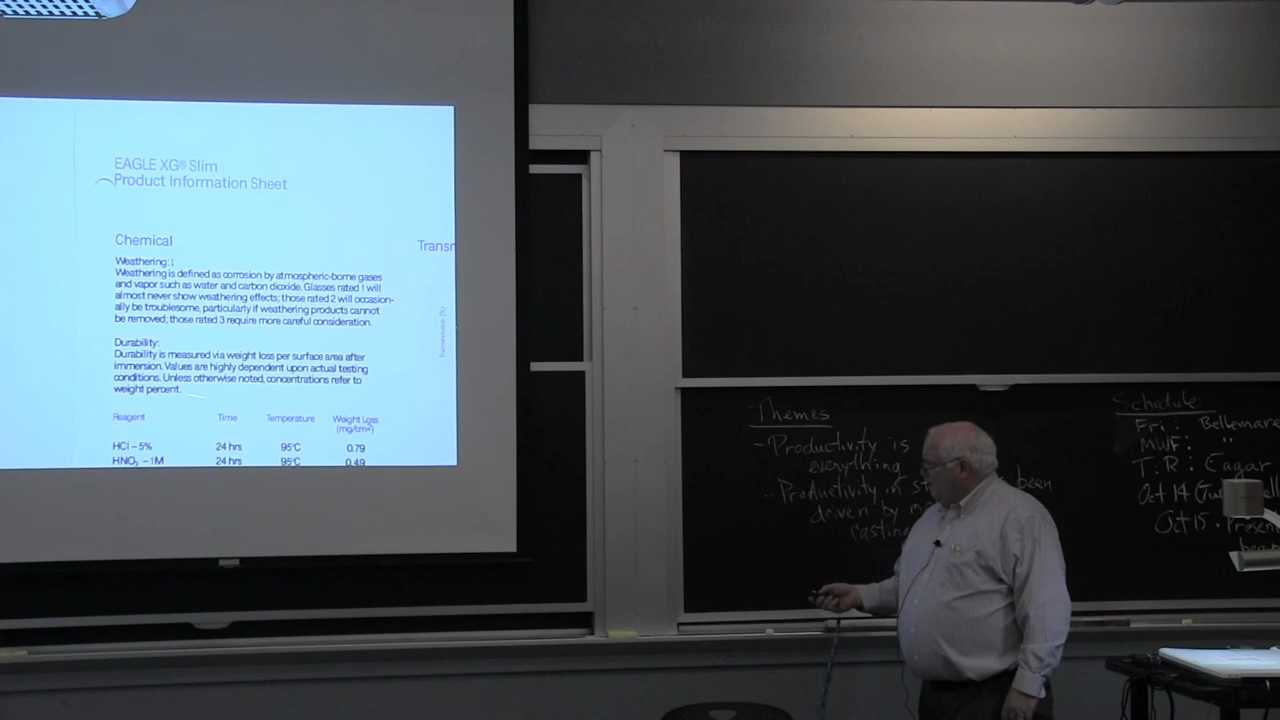 EAGLE XG® Slim
Product Information Sheet
Chemical
Transm
Weathering: 1
Weathering is defined as corrosion by atmospheric-borne gases
and vapor such as water and carbon dioxide. Glasses rated 1 will
almost never show weathering effects; those rated 2 will occasion-
ally be troublesome, particularly if weathering products cannot
be removed; those rated 3 require more careful consideration.
Transmission (%)
Durability:
Durability is measured via weight loss per surface area after
immersion. Values are highly dependent upon actual testing
conditions. Unless otherwise noted, concentrations refer to
weight percent.
Reagent Time Temperature Weight Loss
(mg/cm²)
HCl – 5% 24 hrs 95°C 0.79
HNO₃ – 1M 24 hrs 95°C 0.49
Themes
- Productivity is
everything
- Productivity in st been
driven by
casting
Schedule:
Fri: Bellemare
MWF: "
T, R: Eagar
Oct 14 (Tu ell
Oct 15 · Presen